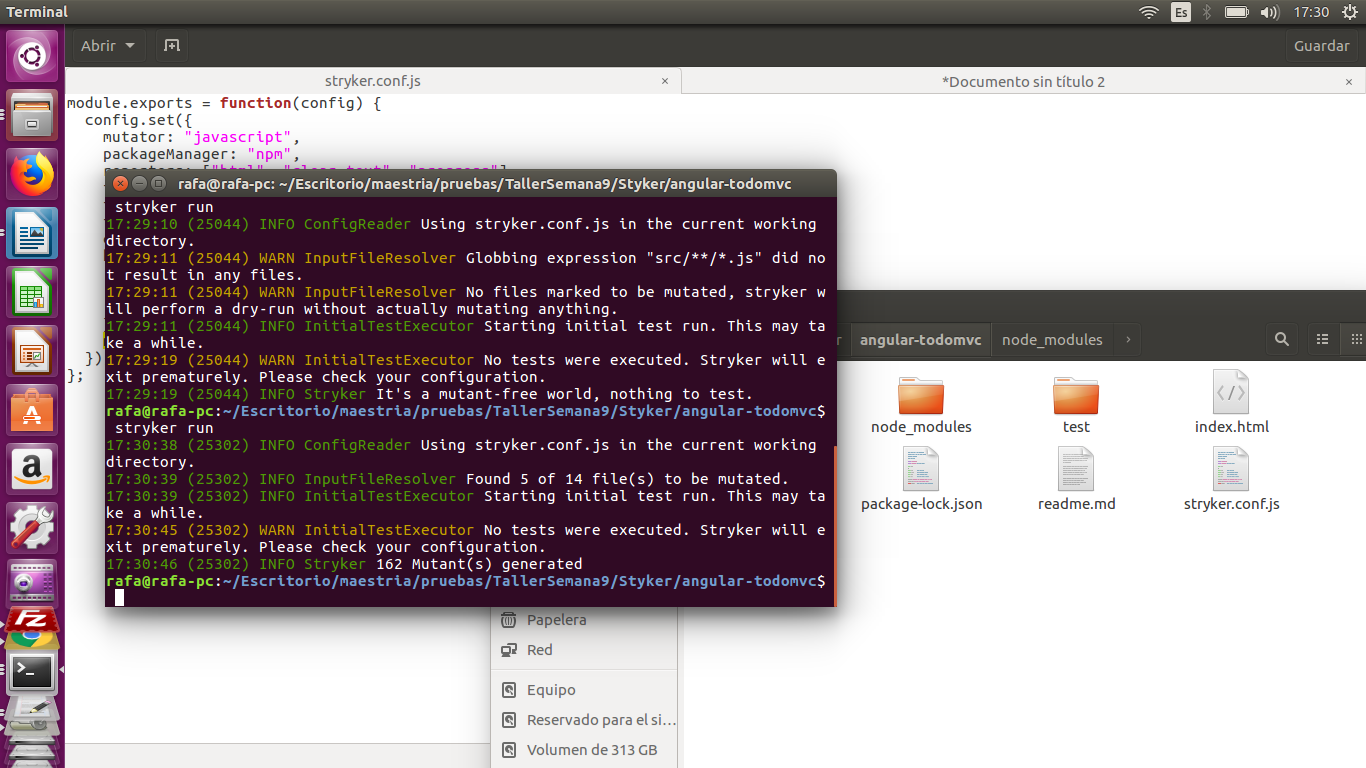 Terminal
Es
17:30
Abrir
Guardar
stryker.conf.js
*Documento sin título 2
module.exports = function(config) {
config.set({
mutator: "javascript",
packageManager: "npm",
})
};
rafa@rafa-pc: ~/Escritorio/maestria/pruebas/TallerSemana9/Styker/angular-todomvc
stryker run
17:29:10 (25044) INFO ConfigReader Using stryker.conf.js in the current working
directory.
17:29:11 (25044) WARN InputFileResolver Globbing expression "src/**/*.js" did no
t result in any files.
17:29:11 (25044) WARN InputFileResolver No files marked to be mutated, stryker w
ill perform a dry-run without actually mutating anything.
17:29:11 (25044) INFO InitialTestExecutor Starting initial test run. This may ta
ke a while.
17:29:19 (25044) WARN InitialTestExecutor No tests were executed. Stryker will e
xit prematurely. Please check your configuration.
17:29:19 (25044) INFO Stryker It's a mutant-free world, nothing to test.
rafa@rafa-pc:~/Escritorio/maestria/pruebas/TallerSemana9/Styker/angular-todomvc$
stryker run
17:30:38 (25302) INFO ConfigReader Using stryker.conf.js in the current working
directory.
17:30:39 (25302) INFO InputFileResolver Found 5 of 14 file(s) to be mutated.
17:30:39 (25302) INFO InitialTestExecutor Starting initial test run. This may ta
ke a while.
17:30:45 (25302) WARN InitialTestExecutor No tests were executed. Stryker will e
xit prematurely. Please check your configuration.
17:30:46 (25302) INFO Stryker 162 Mutant(s) generated
rafa@rafa-pc:~/Escritorio/maestria/pruebas/TallerSemana9/Styker/angular-todomvc$
angular-todomvc
node_modules
node_modules
test
index.html
package-lock.json
readme.md
stryker.conf.js
Papelera
Red
Equipo
Reservado para el si...
Volumen de 313 GB